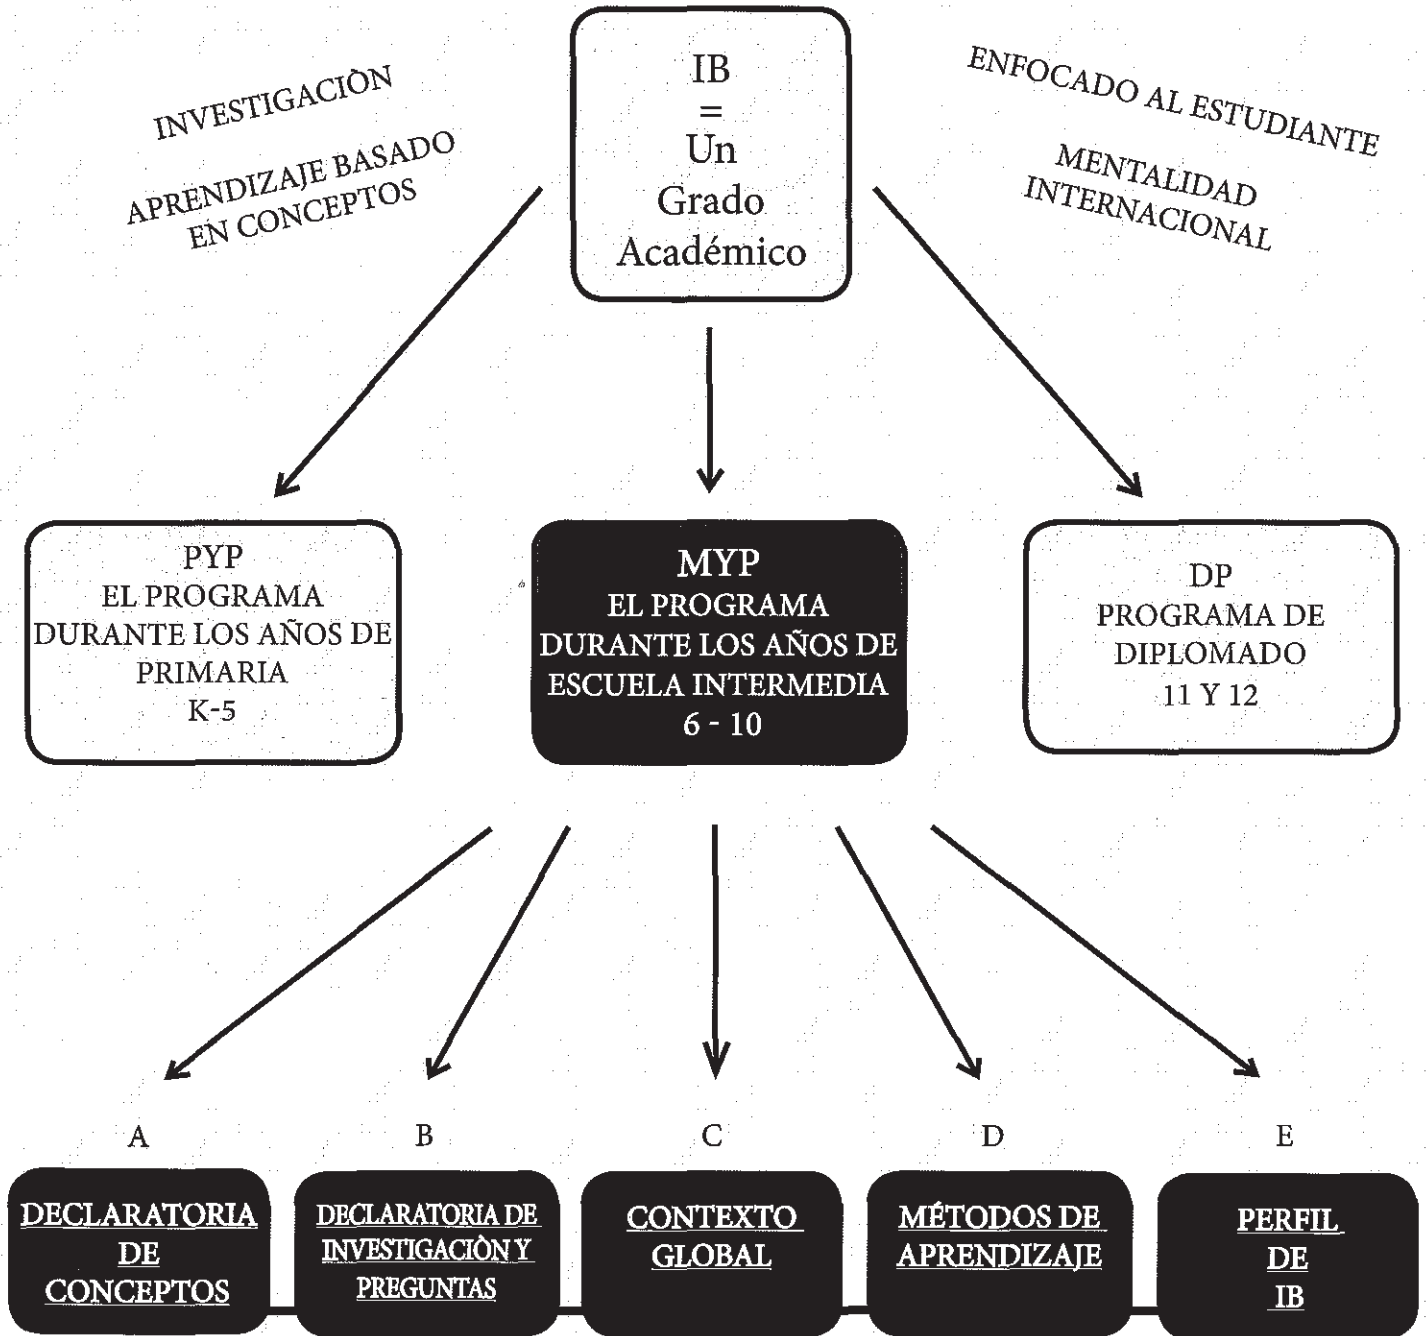 INVESTIGACIÒN
APRENDIZAJE BASADO
EN CONCEPTOS
IB
=
Un
Grado
Académico
ENFOCADO AL ESTUDIANTE
MENTALIDAD
INTERNACIONAL
PYP
EL PROGRAMA
DURANTE LOS AÑOS DE
PRIMARIA
K-5
MYP
EL PROGRAMA
DURANTE LOS AÑOS DE
ESCUELA INTERMEDIA
6 - 10
DP
PROGRAMA DE
DIPLOMADO
11 Y 12
A
DECLARATORIA
DE
CONCEPTOS
B
DECLARATORIA DE
INVESTIGACIÒN Y
PREGUNTAS
C
CONTEXTO
GLOBAL
D
MÉTODOS DE
APRENDIZAJE
E
PERFIL
DE
IB